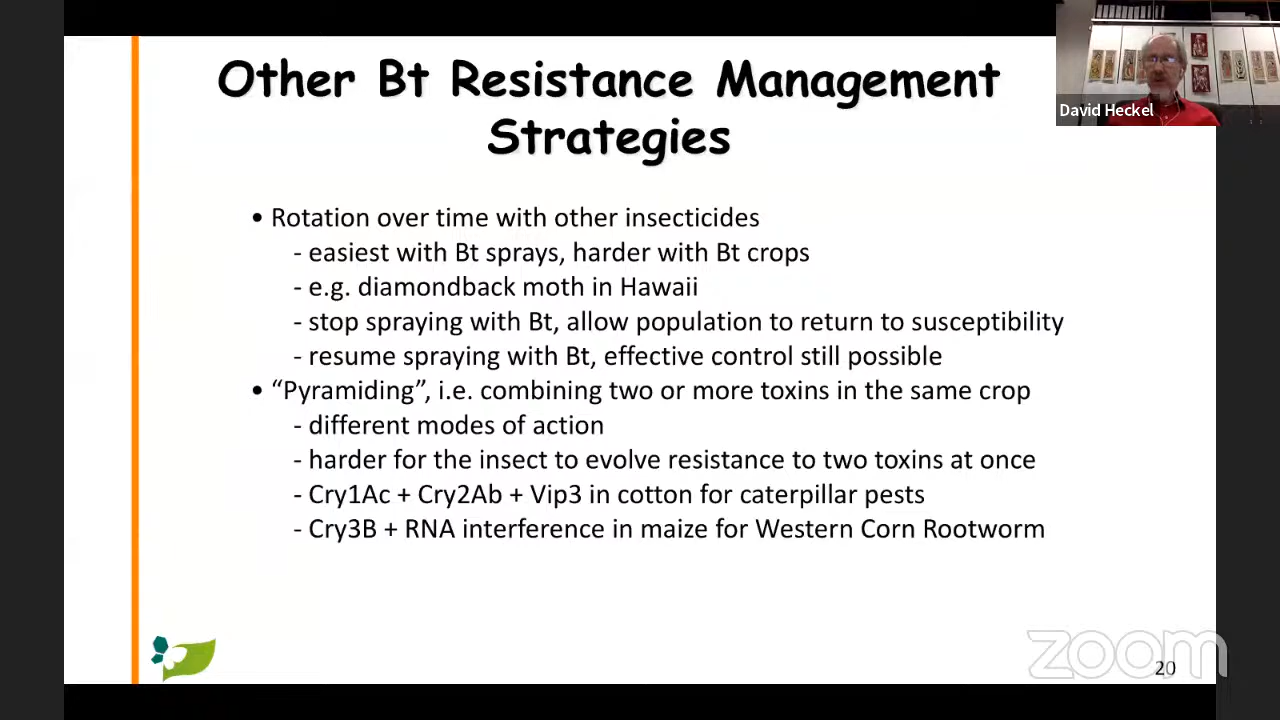 Other Bt Resistance Management
Strategies
David Heckel
• Rotation over time with other insecticides
- easiest with Bt sprays, harder with Bt crops
- e.g. diamondback moth in Hawaii
- stop spraying with Bt, allow population to return to susceptibility
- resume spraying with Bt, effective control still possible
• “Pyramiding”, i.e. combining two or more toxins in the same crop
- different modes of action
- harder for the insect to evolve resistance to two toxins at once
- Cry1Ac + Cry2Ab + Vip3 in cotton for caterpillar pests
- Cry3B + RNA interference in maize for Western Corn Rootworm
zoom
20